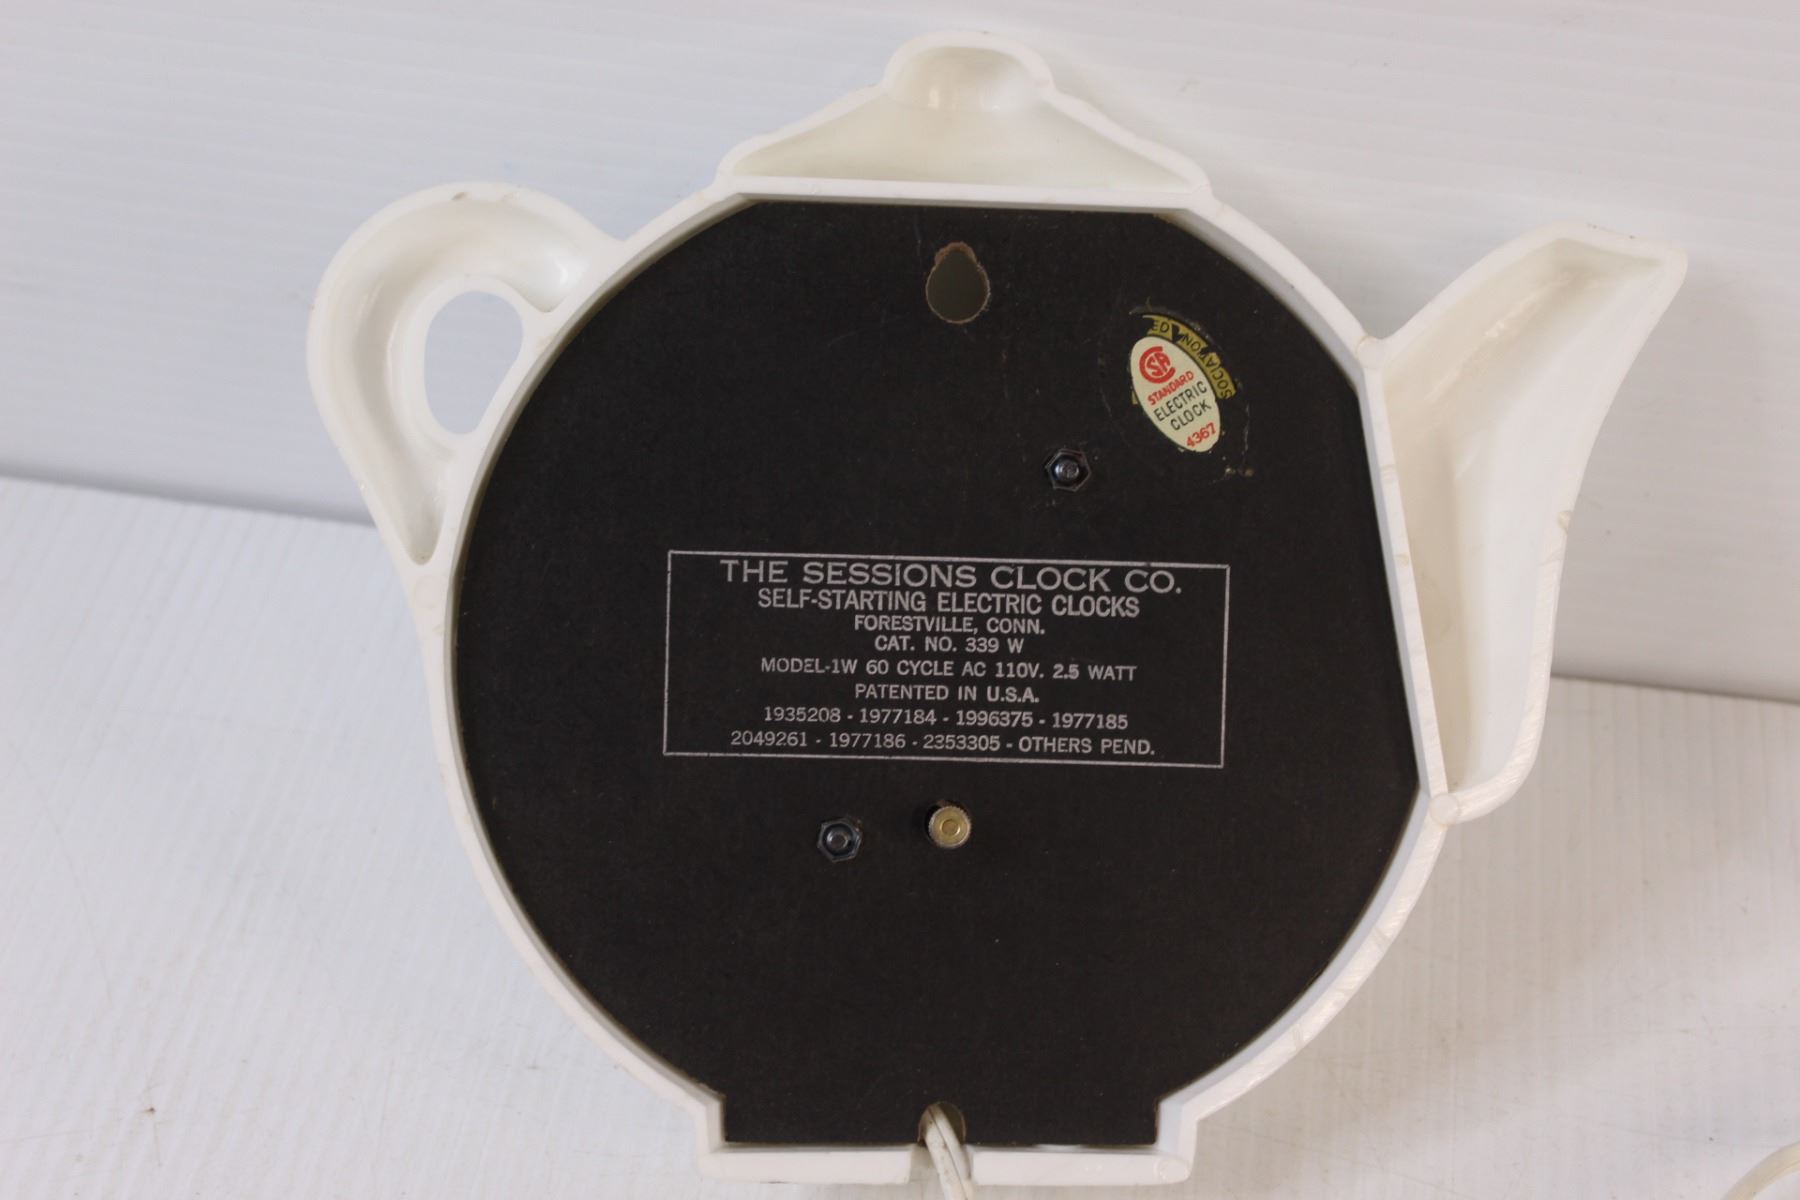 ED
SOCIATION
CSA
STANDARD
ELECTRIC
CLOCK
4367
THE SESSIONS CLOCK CO.
SELF-STARTING ELECTRIC CLOCKS
FORESTVILLE, CONN.
CAT. NO. 339 W
MODEL-1W 60 CYCLE AC 110V. 2.5 WATT
PATENTED IN U.S.A.
1935208 - 1977184 - 1996375 - 1977185
2049261 - 1977186 - 2353305 - OTHERS PEND.